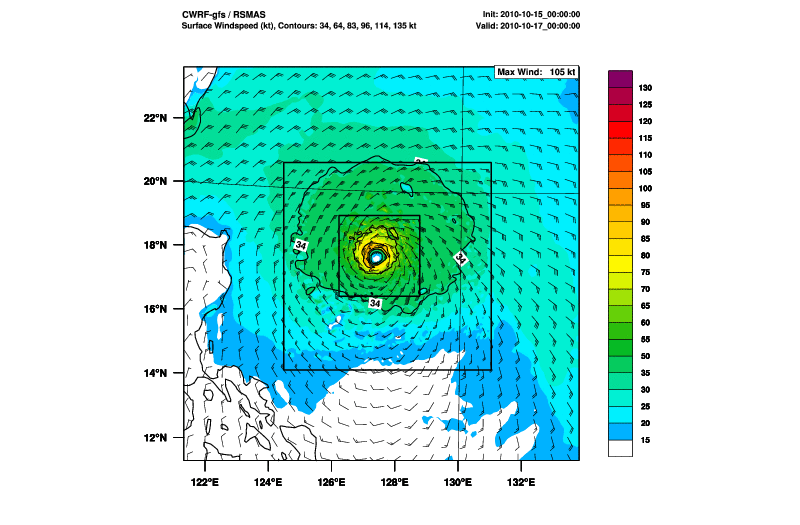 CWRF-gfs / RSMAS
Init: 2010-10-15_00:00:00
Surface Windspeed (kt), Contours: 34, 64, 83, 96, 114, 135 kt
Valid: 2010-10-17_00:00:00
Max Wind: 105 kt
22°N
20°N
18°N
16°N
14°N
12°N
122°E
124°E
126°E
128°E
130°E
132°E
34
34
34
130
125
120
115
110
105
100
95
90
85
80
75
70
65
60
55
50
45
40
35
30
25
20
15